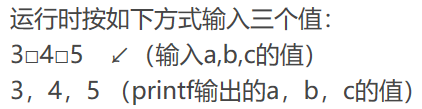 运行时按如下方式输入三个值：
3□4□5 ↙（输入a,b,c的值）
3，4，5 （printf输出的a，b，c的值）